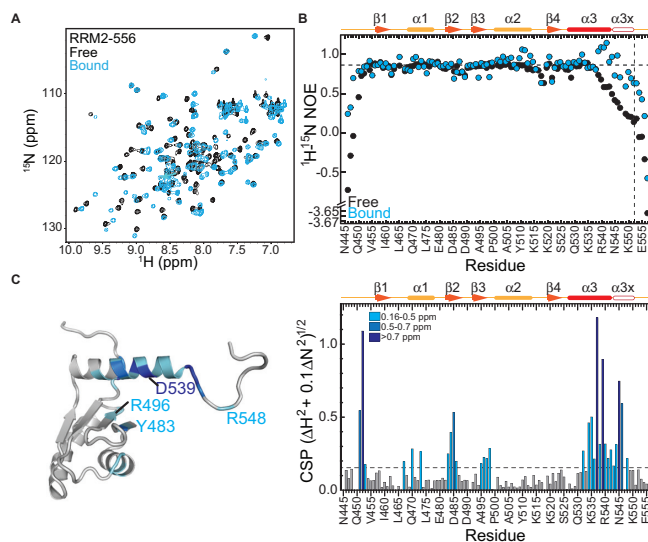 A
RRM2-556
Free
Bound
110
120
130
15N (ppm)
10.0 9.5 9.0 8.5 8.0 7.5 7.0
1H (ppm)
B
β1 α1 β2 β3 α2 β4 α3 α3x
1.0
0.5
0.0
-0.5
-3.65
-3.67
1H-15N NOE
Free
Bound
N445 Q450 V455 I460 L465 Q470 L475 E480 D485 D490 A495 P500 A505 Y510 K515 K520 S525 Q530 K535 R540 N545 K550 E555
Residue
C
D539
R496
Y483
R548
β1 α1 β2 β3 α2 β4 α3 α3x
0.16-0.5 ppm
0.5-0.7 ppm
>0.7 ppm
1.5
1.0
0.5
0.0
CSP (ΔH² + 0.1ΔN²)1/2
N445 Q450 V455 I460 L465 Q470 L475 E480 D485 D490 A495 P500 A505 Y510 K515 K520 S525 Q530 K535 R540 N545 K550 E555
Residue